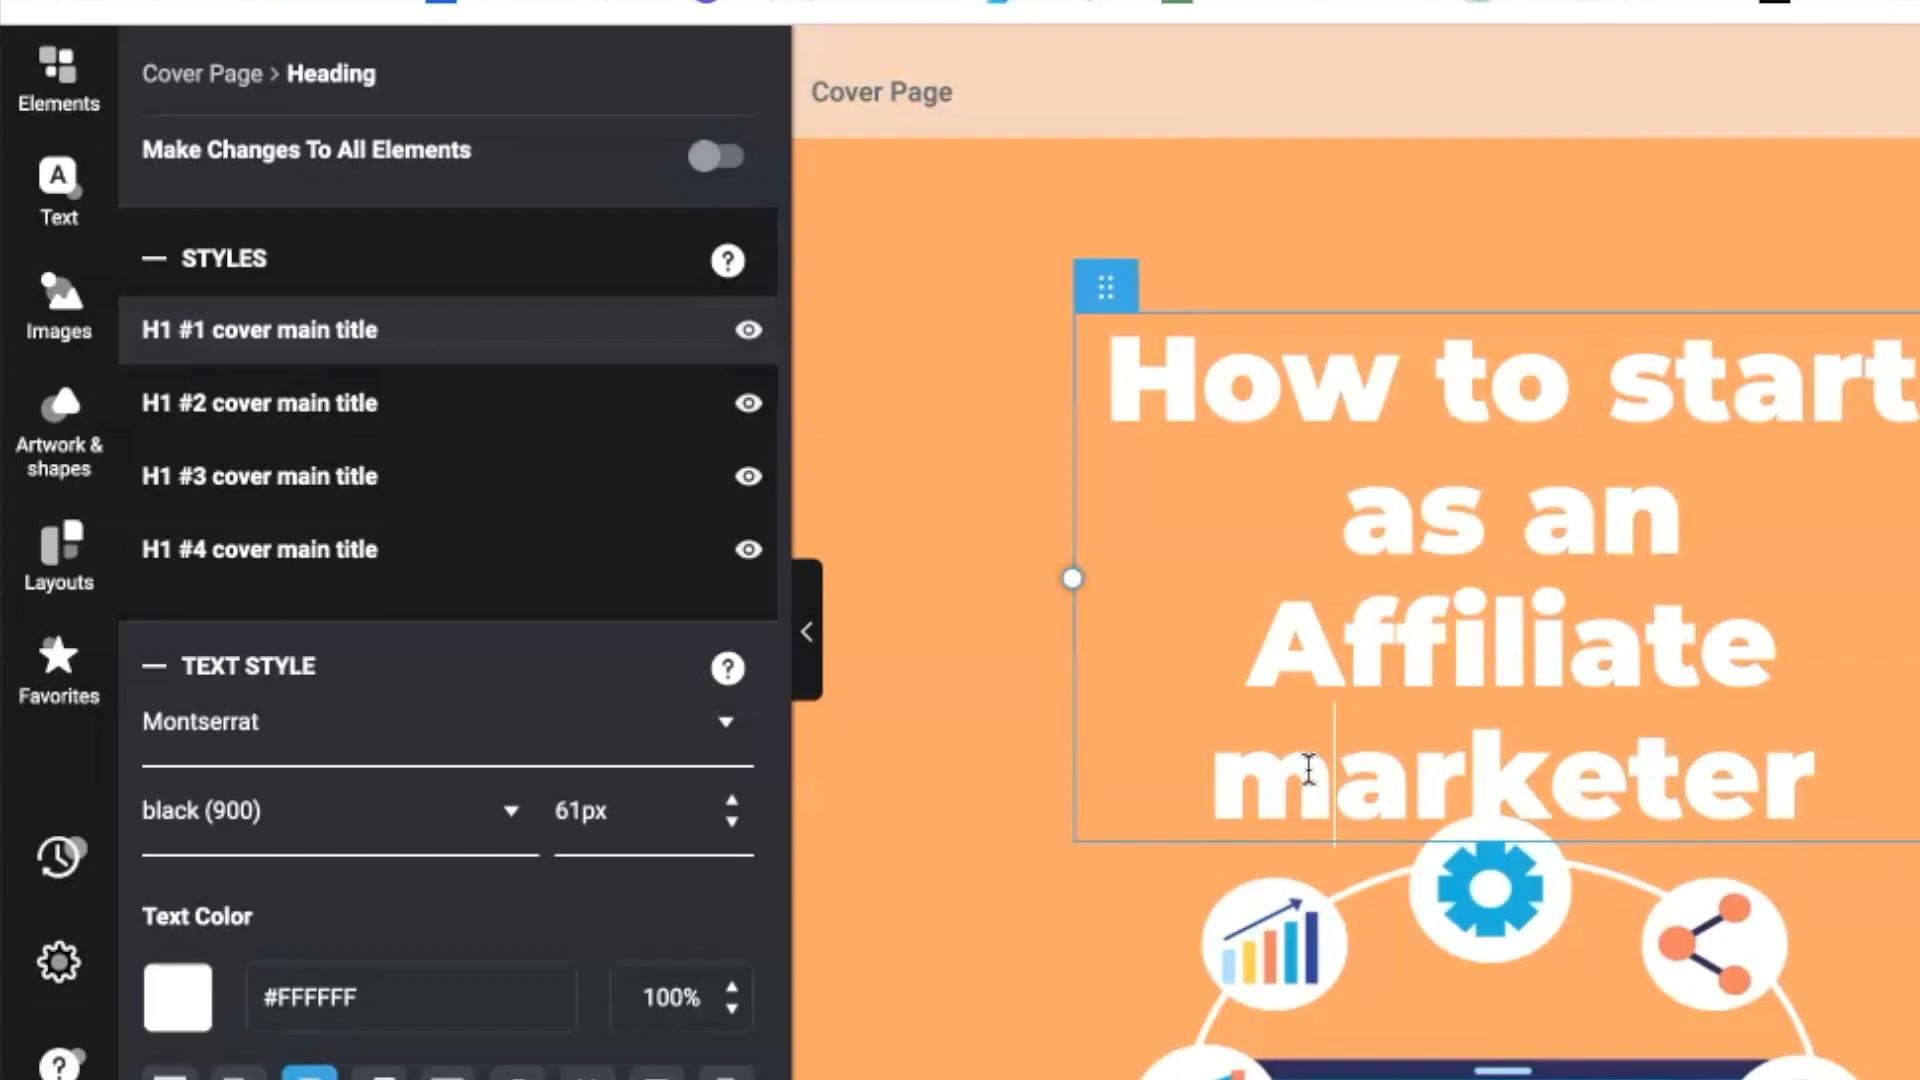 Elements
Text
Images
Artwork &
shapes
Layouts
Favorites
Cover Page > Heading
Make Changes To All Elements
STYLES
H1 #1 cover main title
H1 #2 cover main title
H1 #3 cover main title
H1 #4 cover main title
TEXT STYLE
Montserrat
black (900) 61px
Text Color
#FFFFFF 100%
Cover Page
How to start
as an
Affiliate
marketer